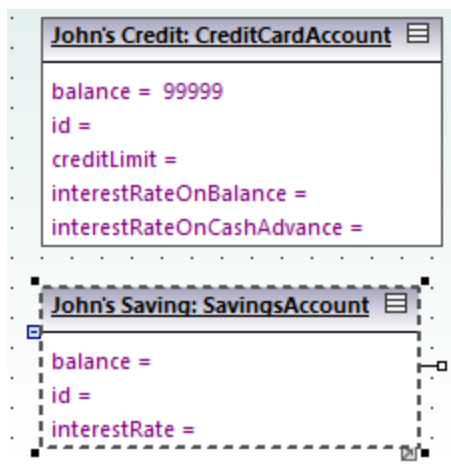 John's Credit: CreditCardAccount
balance = 99999
id =
creditLimit =
interestRateOnBalance =
interestRateOnCashAdvance =
John's Saving: SavingsAccount
balance =
id =
interestRate =